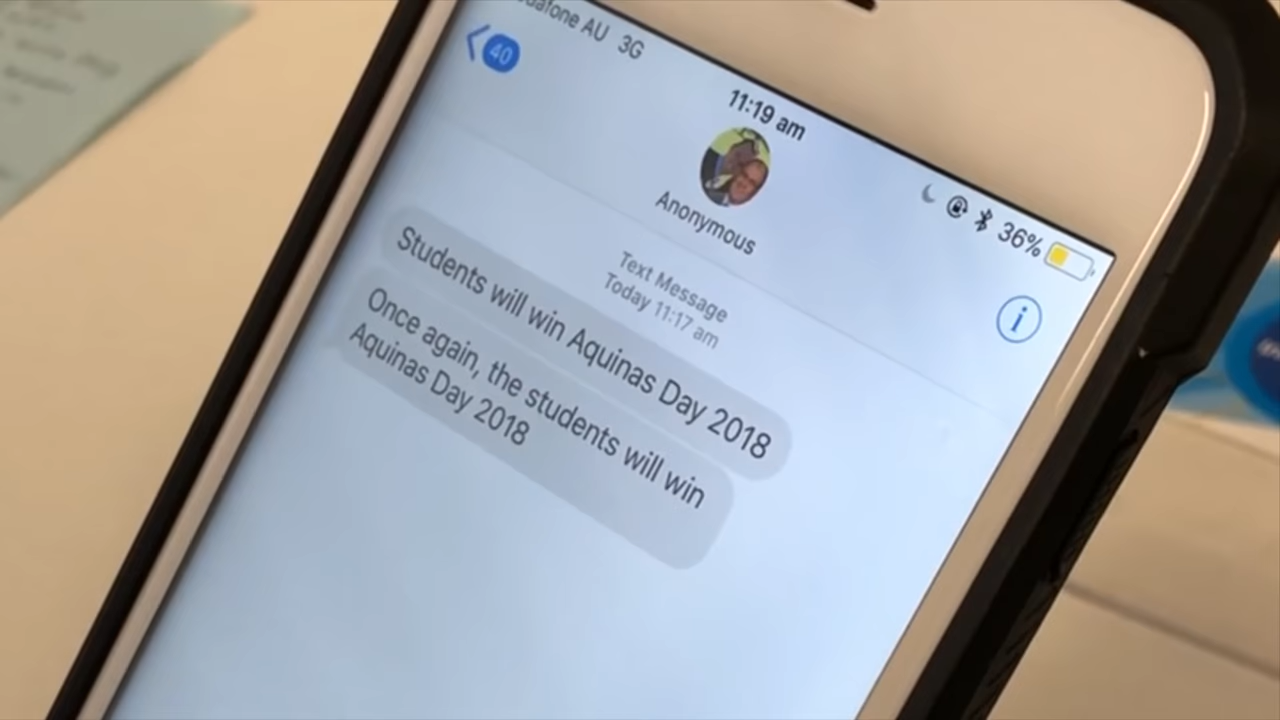 Vodafone AU 3G
11:19 am
36%
40
Anonymous
Text Message
Today 11:17 am
Students will win Aquinas Day 2018
Once again, the students will win
Aquinas Day 2018